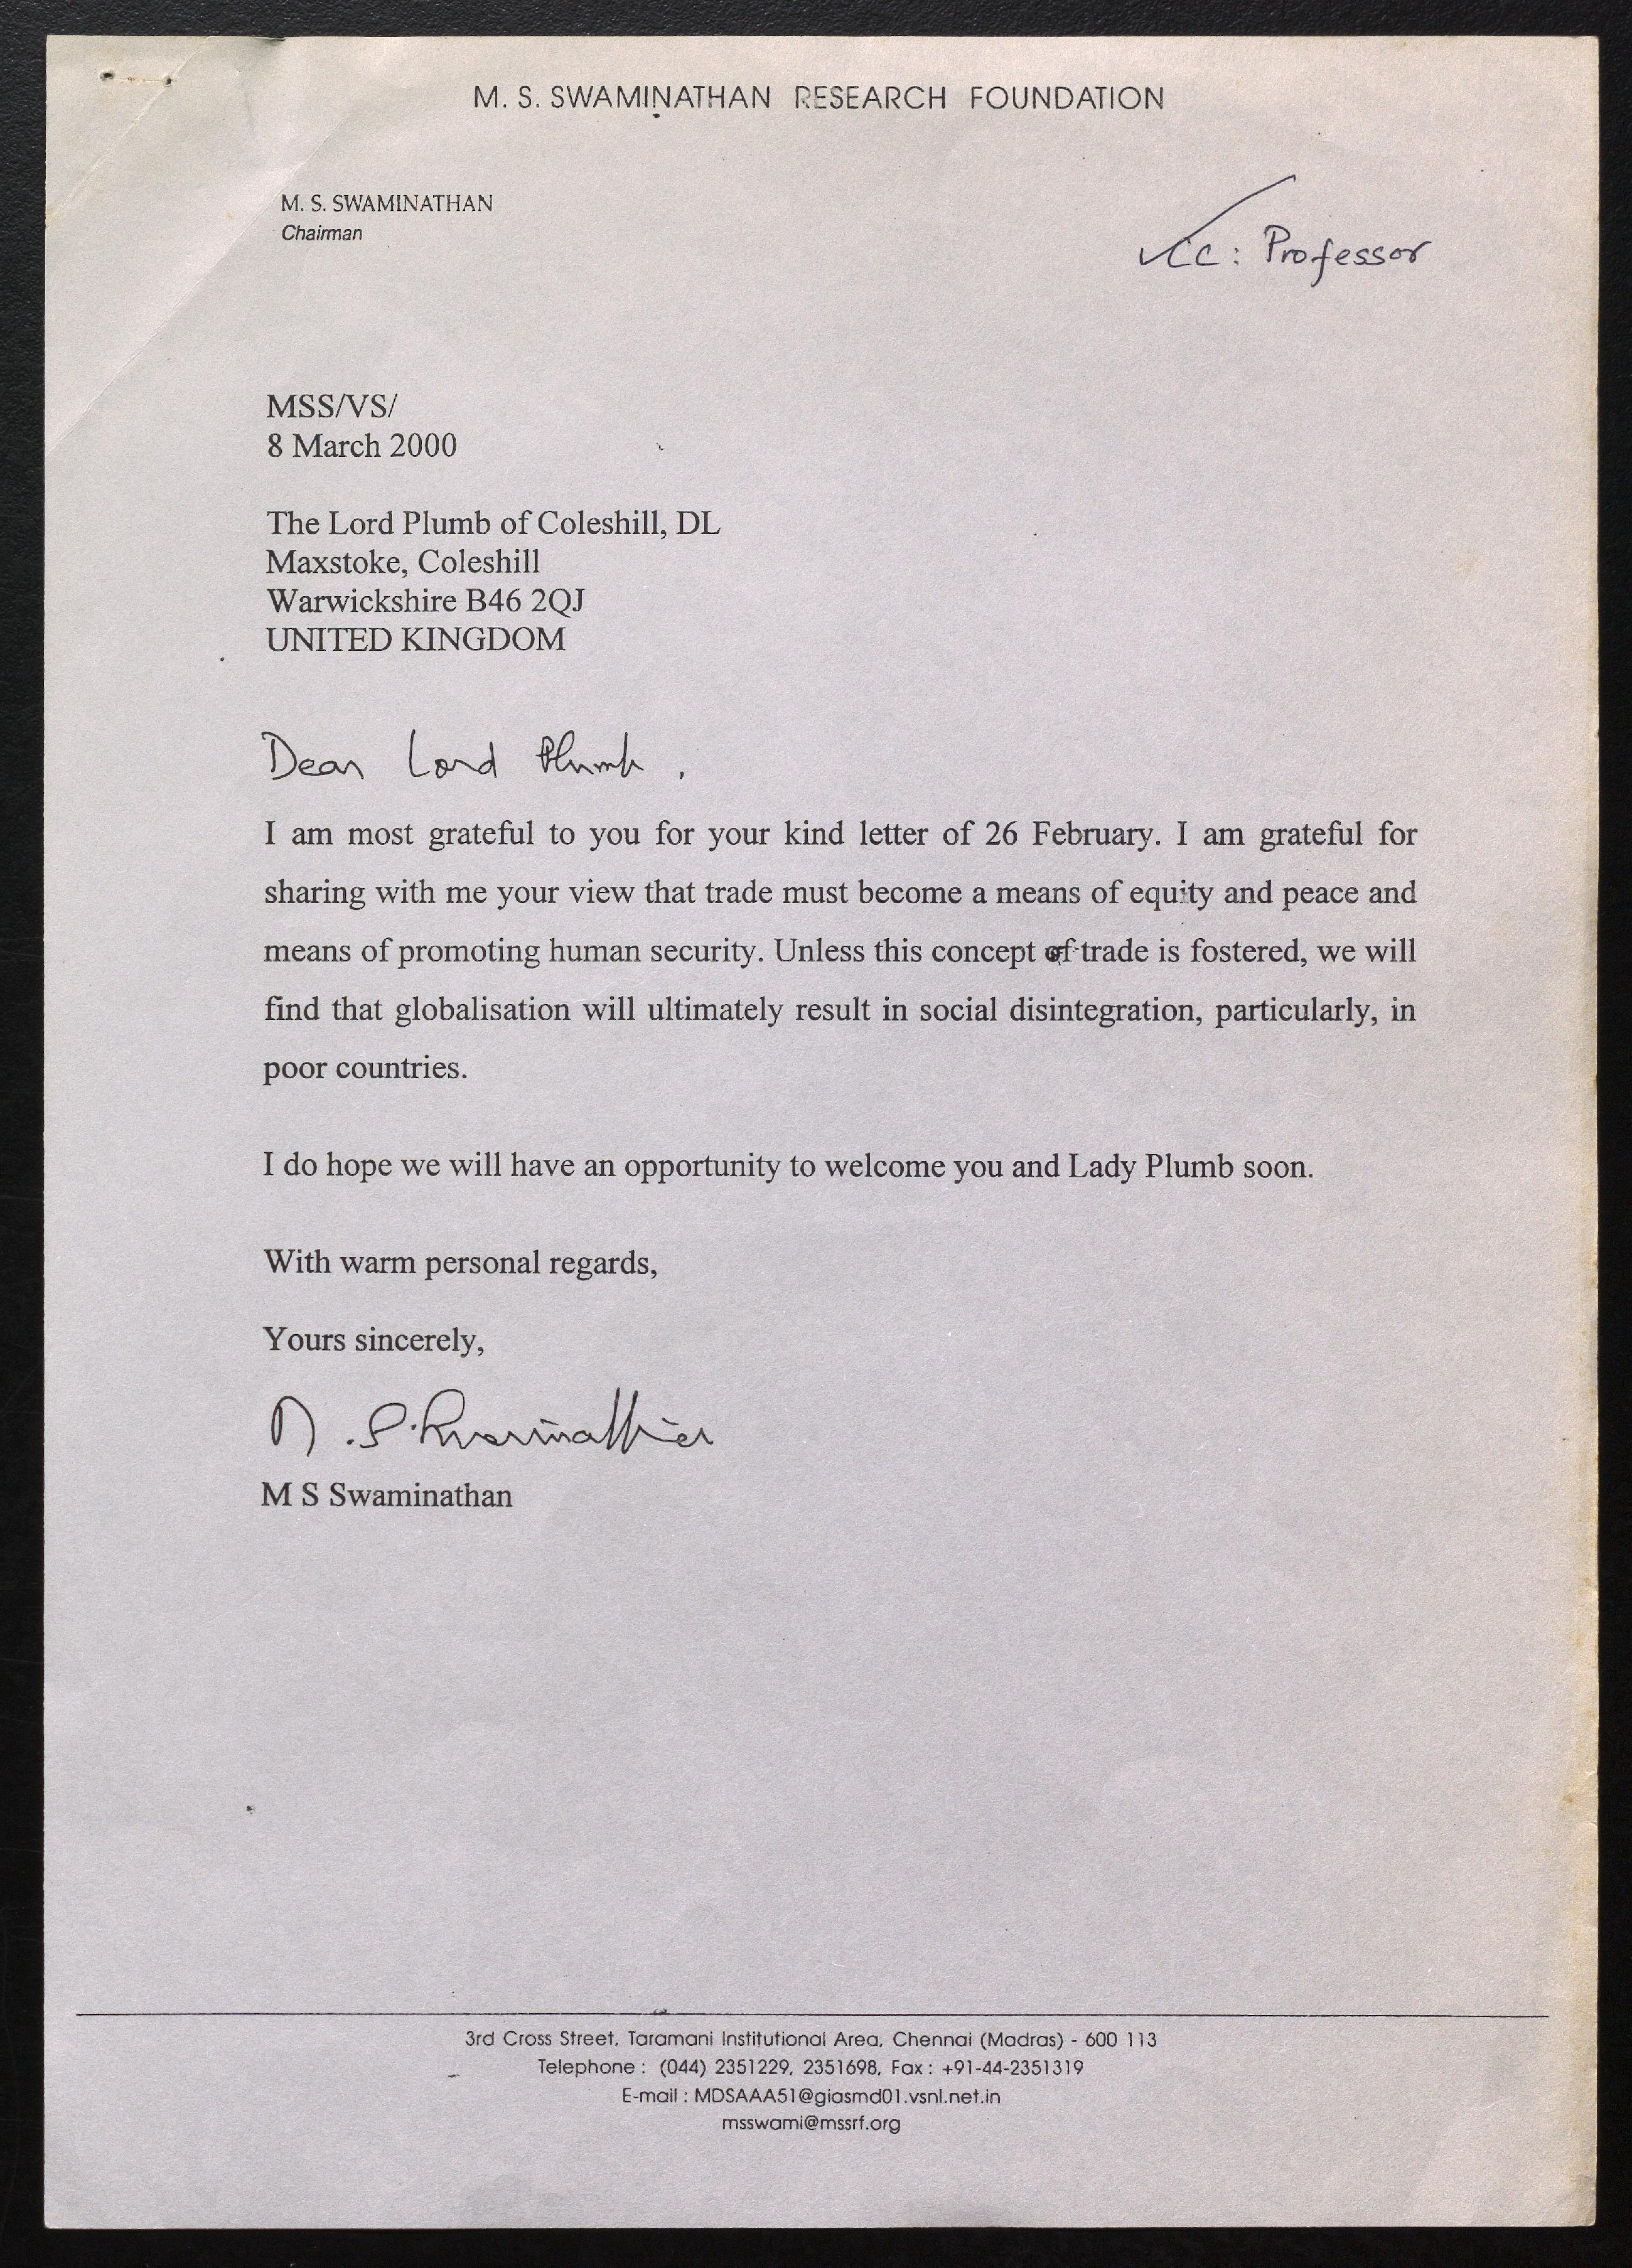 M. S. SWAMINATHAN RESEARCH FOUNDATION
M. S. SWAMINATHAN
Chairman
CC: Professor
MSS/VS/
8 March 2000
The Lord Plumb of Coleshill, DL
Maxstoke, Coleshill
Warwickshire B46 2QJ
UNITED KINGDOM
Dear Lord Plumb,
I am most grateful to you for your kind letter of 26 February. I am grateful for
sharing with me your view that trade must become a means of equity and peace and
means of promoting human security. Unless this concept of trade is fostered, we will
find that globalisation will ultimately result in social disintegration, particularly, in
poor countries.
I do hope we will have an opportunity to welcome you and Lady Plumb soon.
With warm personal regards,
Yours sincerely,
M.S. Swaminathan
M S Swaminathan
3rd Cross Street, Taramani Institutional Area, Chennai (Madras) - 600 113
Telephone : (044) 2351229, 2351698, Fax : +91-44-2351319
E-mail : MDSAAA51@giasmd01.vsnl.net.in
msswami@mssrf.org